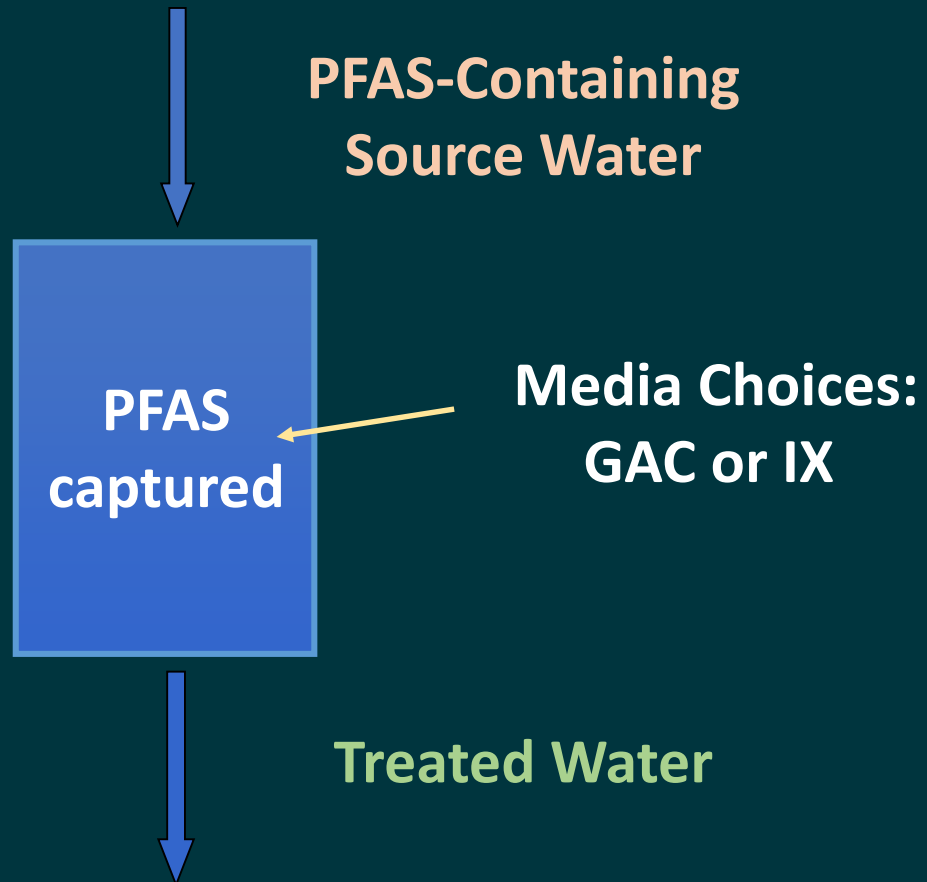 PFAS-Containing
Source Water
PFAS
captured
Media Choices:
GAC or IX
Treated Water